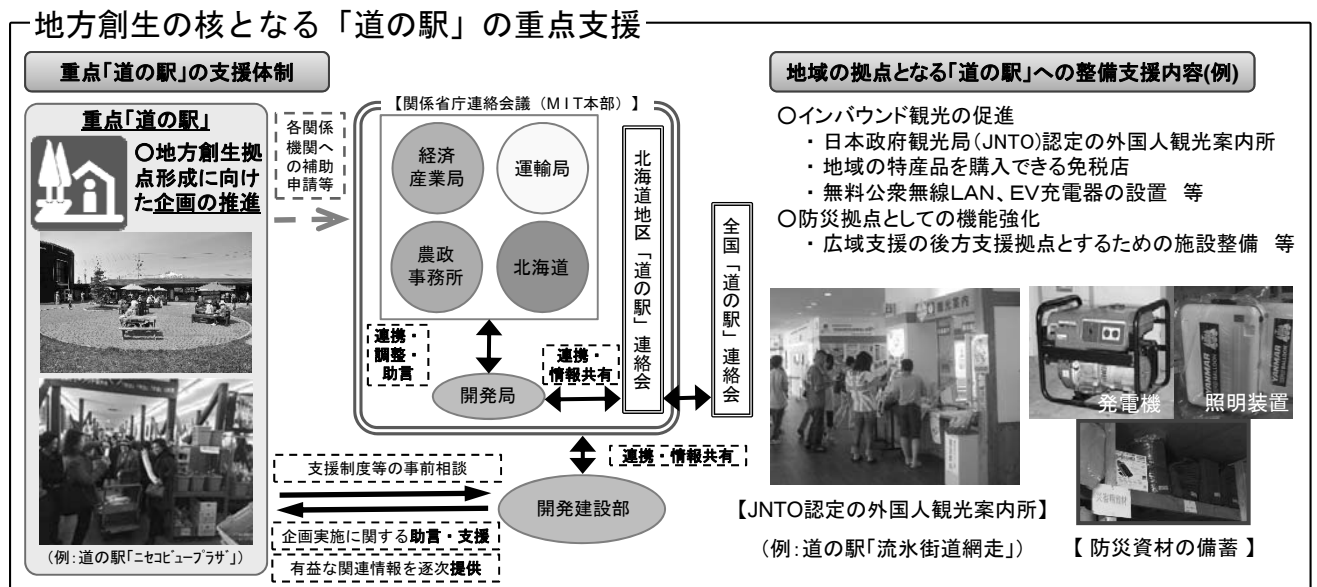 地方創生の核となる「道の駅」の重点支援
重点「道の駅」の支援体制
重点「道の駅」
〇地方創生拠
点形成に向け
た企画の推進
(例:道の駅「ﾆｾｺﾋﾞｭｰﾌﾟﾗｻﾞ」)
各関係
機関へ
の補助
申請等
【関係省庁連絡会議(MIT本部)】
経済
産業局
運輸局
農政
事務所
北海道
連携・
調整・
助言
開発局
連携・
情報共有
北海道地区「道の駅」連絡会
全国「道の駅」連絡会
連携・情報共有
開発建設部
支援制度等の事前相談
企画実施に関する助言・支援
有益な関連情報を逐次提供
地域の拠点となる「道の駅」への整備支援内容(例)
〇インバウンド観光の促進
・ 日本政府観光局(JNTO)認定の外国人観光案内所
・ 地域の特産品を購入できる免税店
・ 無料公衆無線LAN、EV充電器の設置 等
〇防災拠点としての機能強化
・ 広域支援の後方支援拠点とするための施設整備 等
観光案内
【JNTO認定の外国人観光案内所】
(例:道の駅「流氷街道網走」)
発電機
YANMAR
YANMAR
照明装置
【 防災資材の備蓄 】